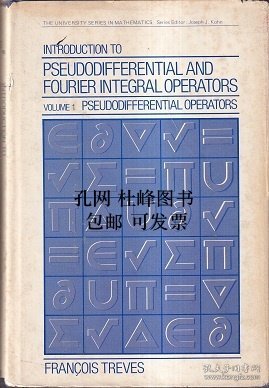 THE UNIVERSITY SERIES IN MATHEMATICS Series Editor: Joseph J. Kohn
INTRODUCTION TO
PSEUDODIFFERENTIAL AND
FOURIER INTEGRAL OPERATORS
VOLUME 1 PSEUDODIFFERENTIAL OPERATORS
孔网 杜峰图书
包邮 可发票
FRANÇOIS TREVES